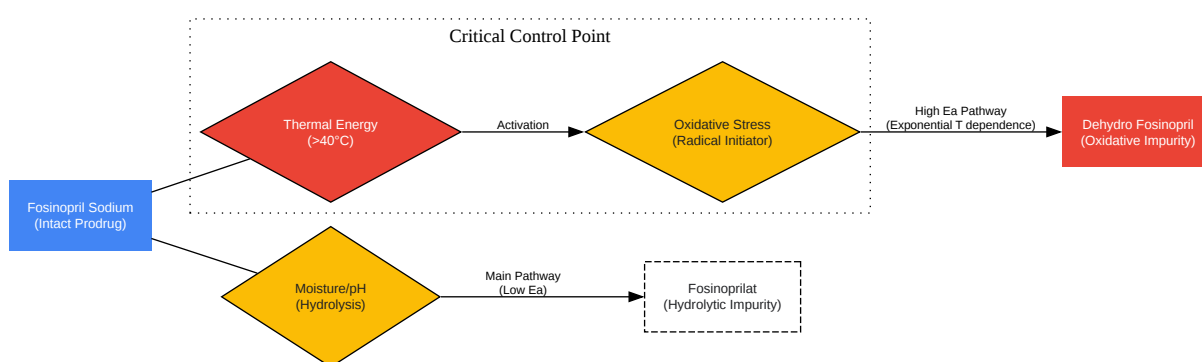 Critical Control Point
Thermal Energy
(>40°C)
Activation
Oxidative Stress
(Radical Initiator)
High Ea Pathway
(Exponential T dependence)
Dehydro Fosinopril
(Oxidative Impurity)
Fosinopril Sodium
(Intact Prodrug)
Moisture/pH
(Hydrolysis)
Main Pathway
(Low Ea)
Fosinoprilat
(Hydrolytic Impurity)